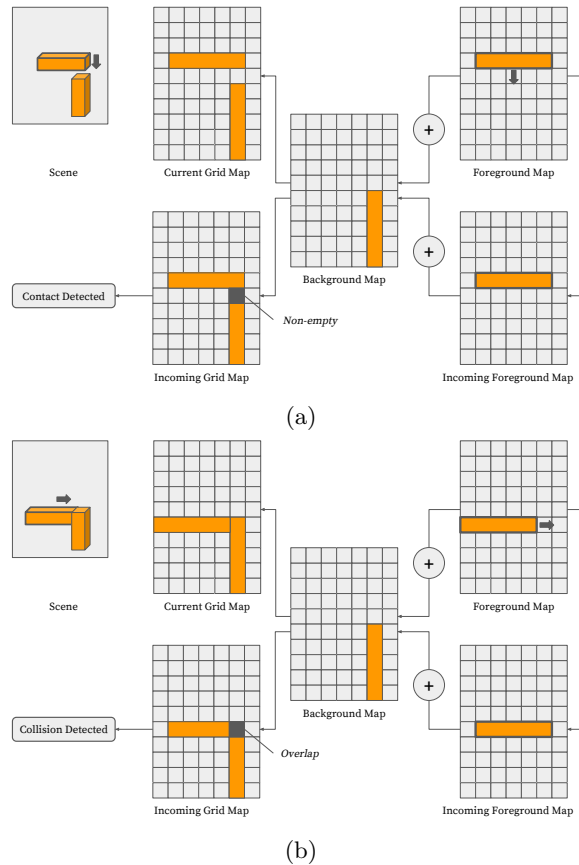 +
Scene
Current Grid Map
Foreground Map
+
Background Map
Contact Detected
Non-empty
Incoming Grid Map
Incoming Foreground Map
(a)
+
Scene
Current Grid Map
Foreground Map
+
Background Map
Collision Detected
Overlap
Incoming Grid Map
Incoming Foreground Map
(b)